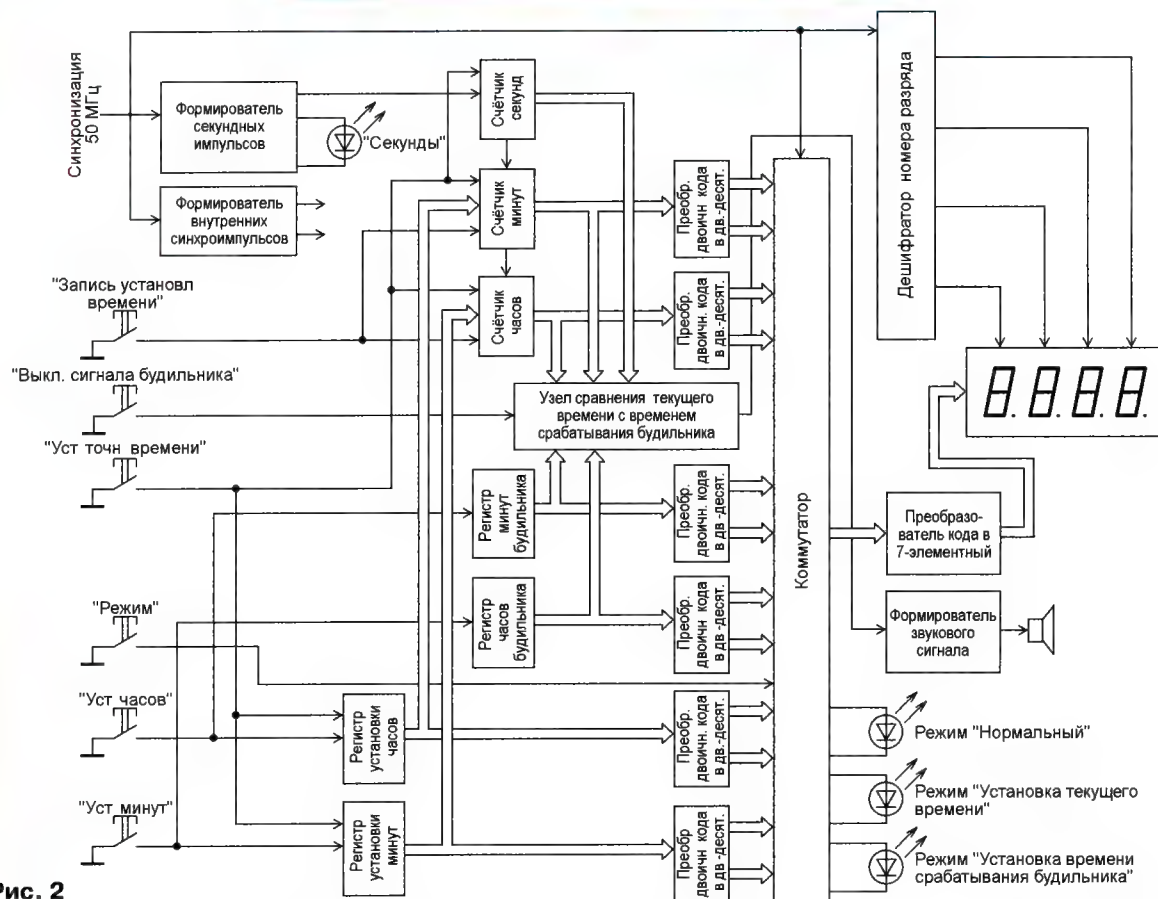 Синхронизация
50 МГц
Формирователь
секундных
импульсов
"Секунды"
Формирователь
внутренних
синхроимпульсов
Счётчик
секунд
Счётчик
минут
Счётчик
часов
"Запись установл
времени"
"Выкл. сигнала будильника"
"Уст точн времени"
"Режим"
"Уст часов"
"Уст минут"
Узел сравнения текущего
времени с временем
срабатывания будильника
Регистр
минут
будильника
Регистр
часов
будильника
Регистр
установки
часов
Регистр
установки
минут
Преобр.
двоичн кода
в дв.-десят.
Преобр.
двоичн. кода
в дв.-десят.
Преобр.
двоичн. кода
в дв -десят.
Преобр.
двоичн кода
в дв -десят.
Преобр.
двоичн. кода
в дв.-десят.
Преобр
двоичн. кода
в дв -десят.
Коммутатор
Дешифратор номера разряда
8. 8. 8. 8.
Преобразо-
ватель кода в
7-элементный
Формирователь
звукового
сигнала
Режим "Нормальный"
Режим "Установка текущего
времени"
Режим "Установка времени
срабатывания будильника"
Рис. 2